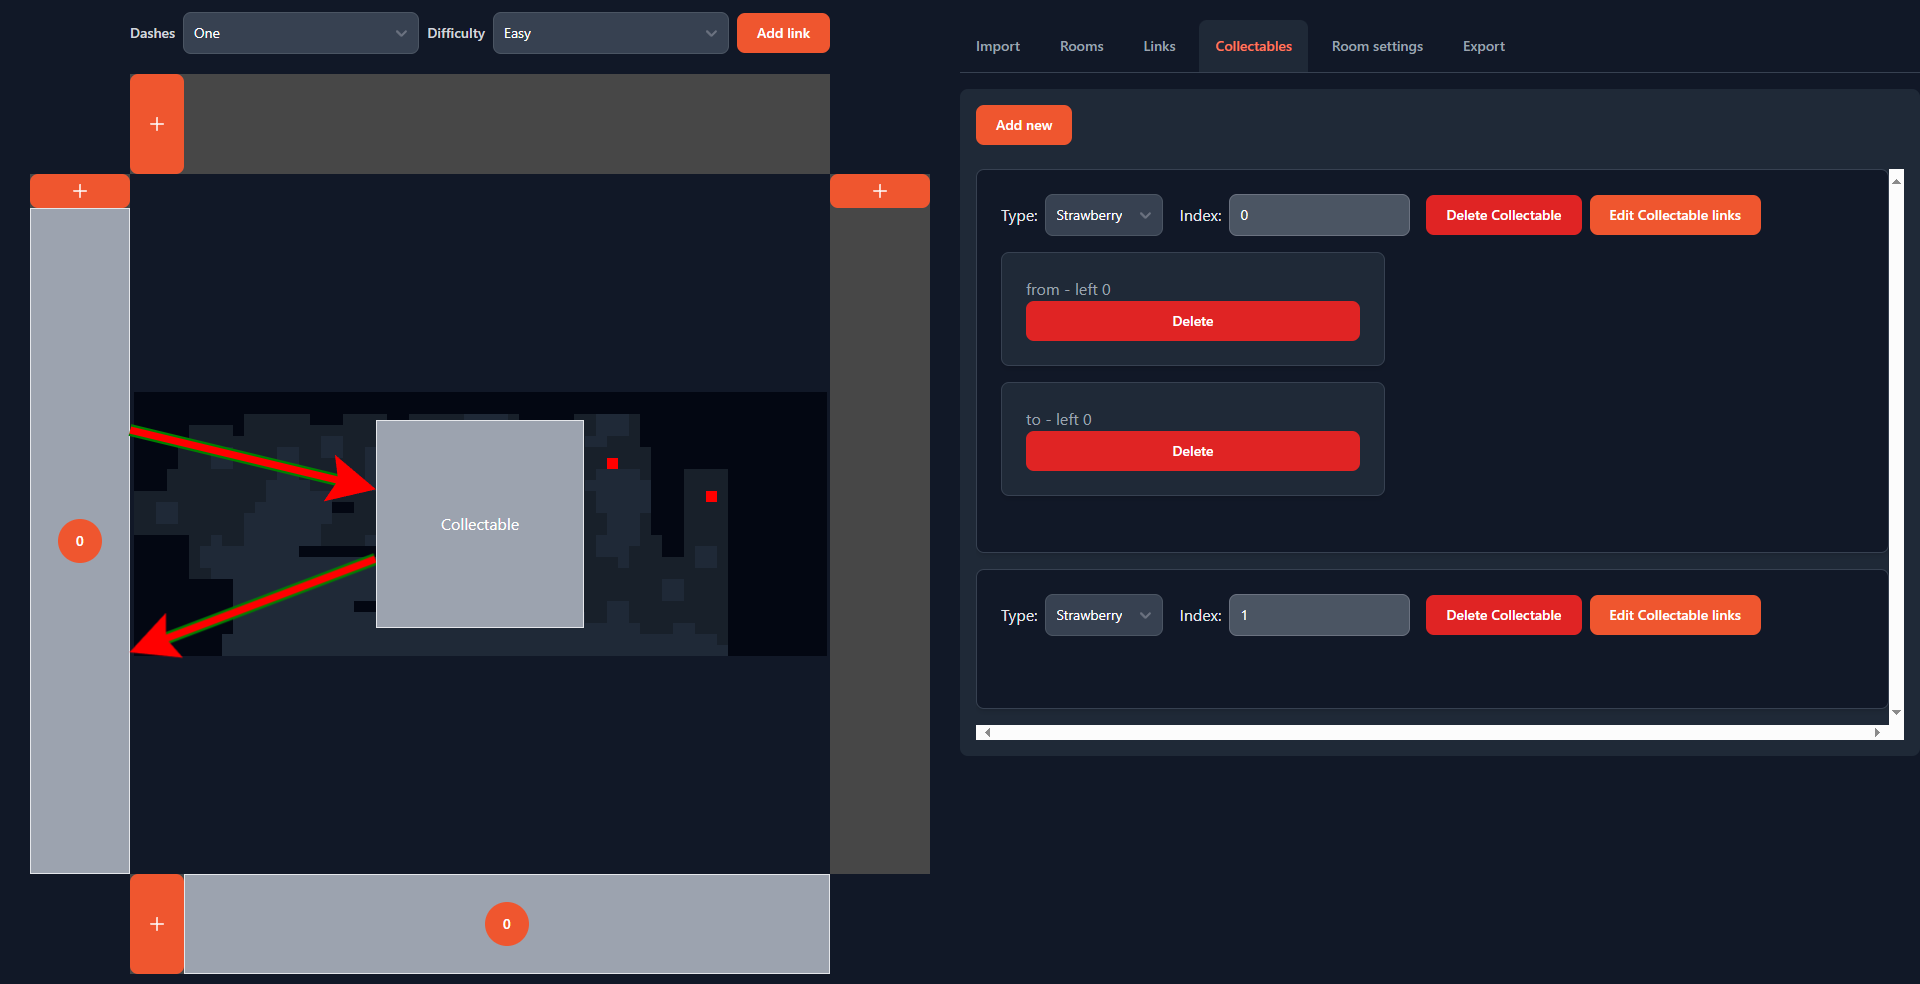 Dashes One Difficulty Easy Add link
Import Rooms Links Collectables Room settings Export
Add new
Type: Strawberry Index: 0 Delete Collectable Edit Collectable links
from - left 0
Delete
to - left 0
Delete
Type: Strawberry Index: 1 Delete Collectable Edit Collectable links
+
+
+
Collectable
0
+
0